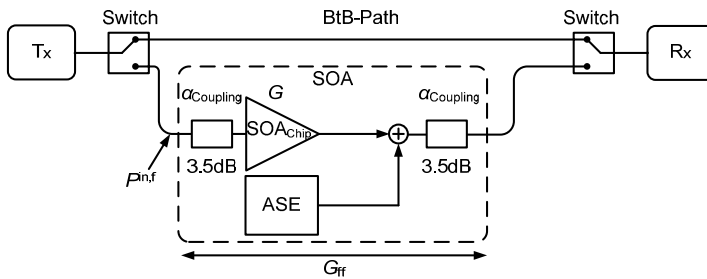 Switch BtB-Path Switch
Tx Rx
SOA
αCoupling G αCoupling
SOAChip
3.5dB 3.5dB
Pin,f
ASE
Gff